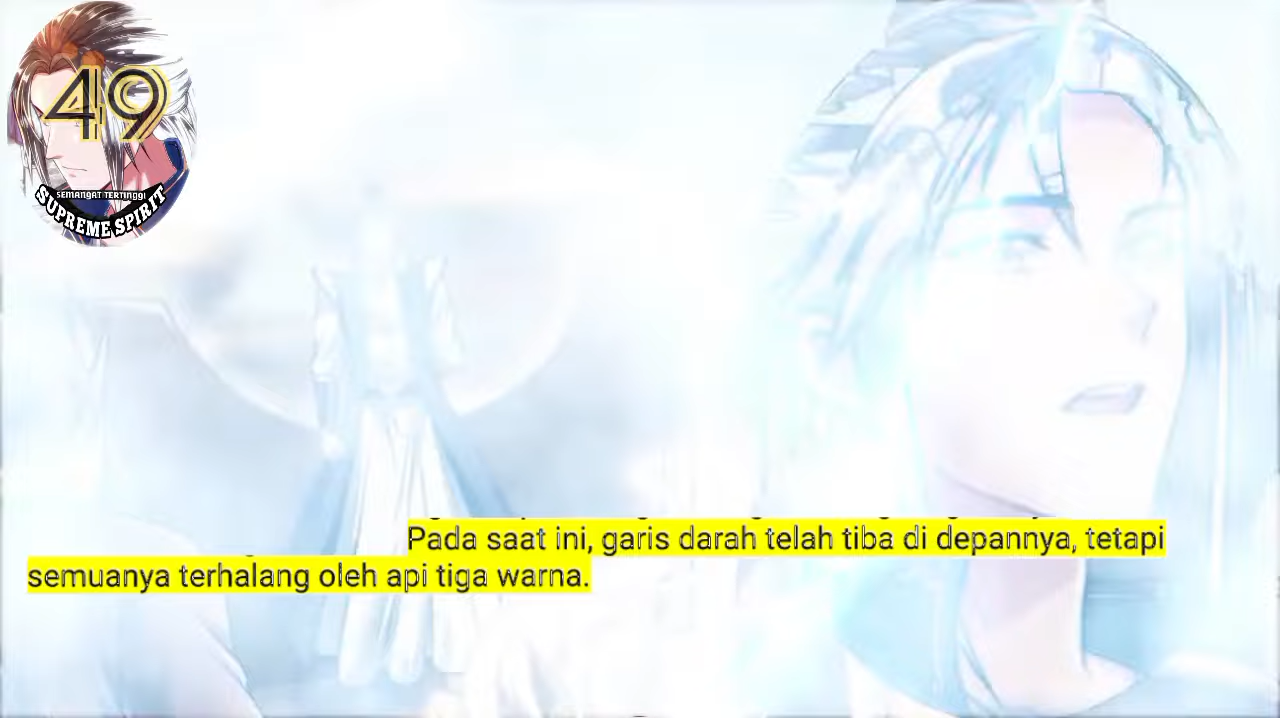 49
SEMANGAT TERTINGGI
SUPREME SPIRIT
Pada saat ini, garis darah telah tiba di depannya, tetapi
semuanya terhalang oleh api tiga warna.